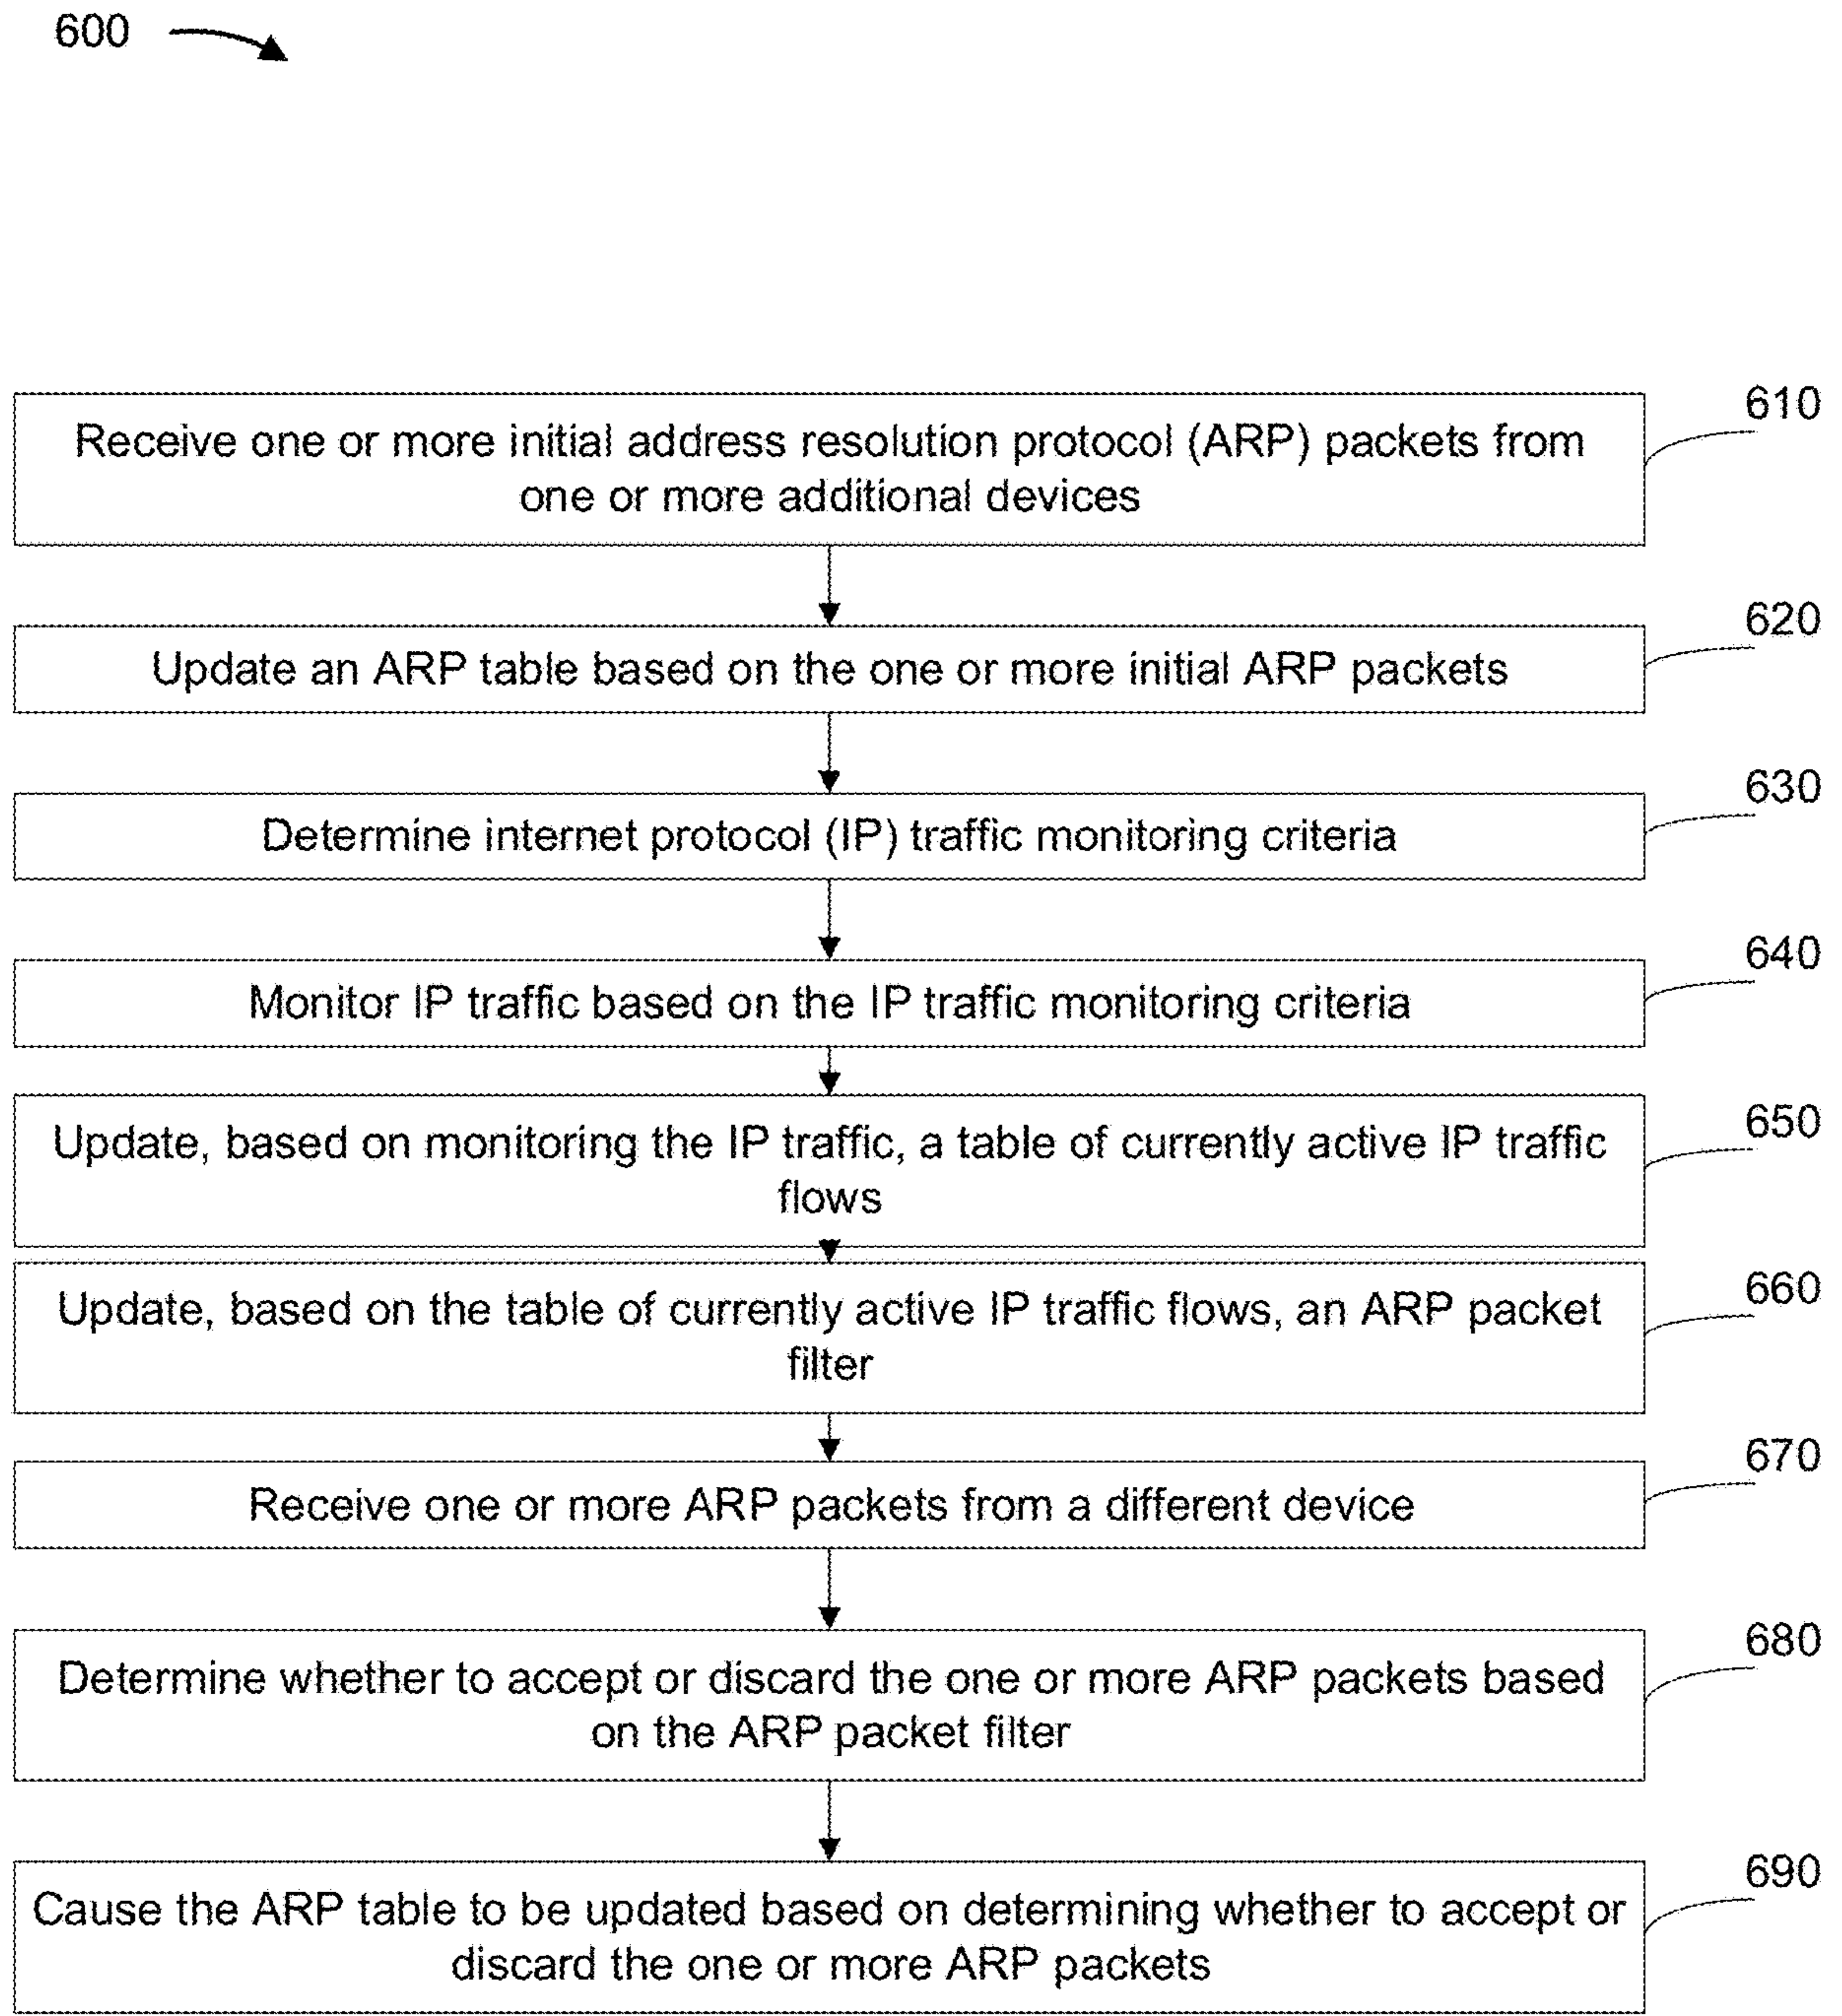 600
610
Receive one or more initial address resolution protocol (ARP) packets from
one or more additional devices
620
Update an ARP table based on the one or more initial ARP packets
630
Determine internet protocol (IP) traffic monitoring criteria
640
Monitor IP traffic based on the IP traffic monitoring criteria
650
Update, based on monitoring the IP traffic, a table of currently active IP traffic
flows
660
Update, based on the table of currently active IP traffic flows, an ARP packet
filter
670
Receive one or more ARP packets from a different device
680
Determine whether to accept or discard the one or more ARP packets based
on the ARP packet filter
690
Cause the ARP table to be updated based on determining whether to accept or
discard the one or more ARP packets